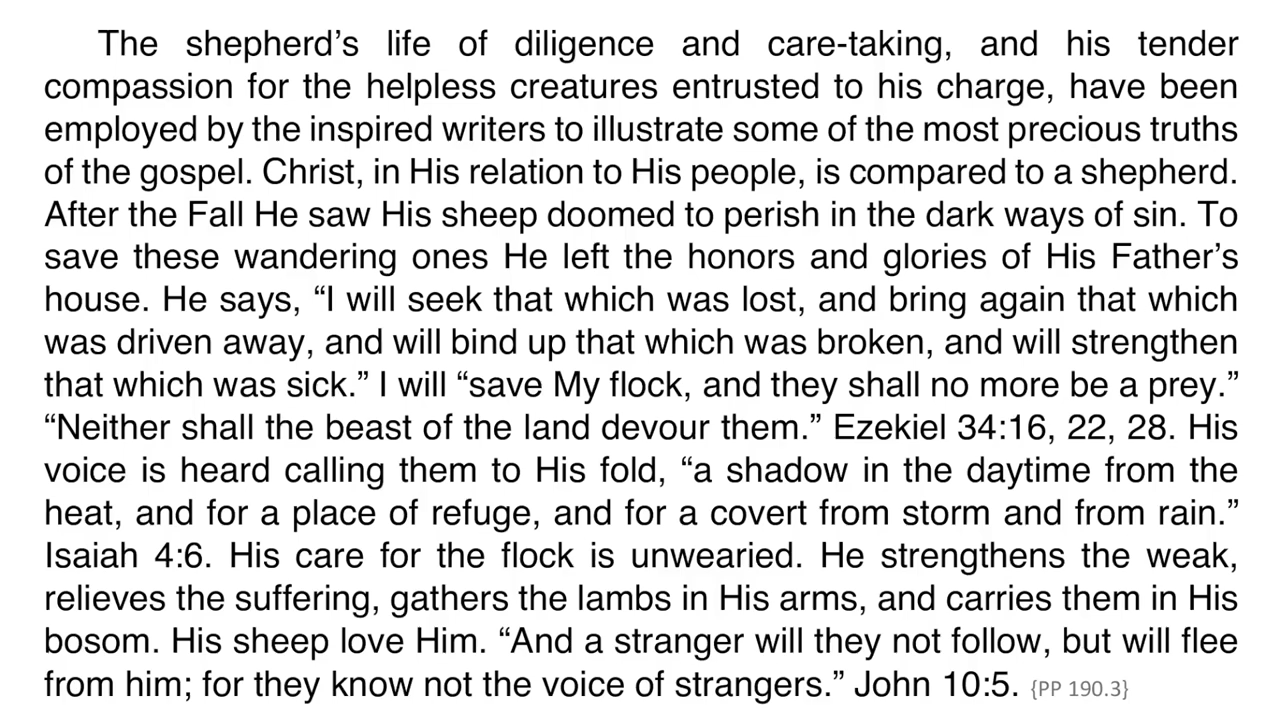 The shepherd’s life of diligence and care-taking, and his tender
compassion for the helpless creatures entrusted to his charge, have been
employed by the inspired writers to illustrate some of the most precious truths
of the gospel. Christ, in His relation to His people, is compared to a shepherd.
After the Fall He saw His sheep doomed to perish in the dark ways of sin. To
save these wandering ones He left the honors and glories of His Father’s
house. He says, “I will seek that which was lost, and bring again that which
was driven away, and will bind up that which was broken, and will strengthen
that which was sick.” I will “save My flock, and they shall no more be a prey.”
“Neither shall the beast of the land devour them.” Ezekiel 34:16, 22, 28. His
voice is heard calling them to His fold, “a shadow in the daytime from the
heat, and for a place of refuge, and for a covert from storm and from rain.”
Isaiah 4:6. His care for the flock is unwearied. He strengthens the weak,
relieves the suffering, gathers the lambs in His arms, and carries them in His
bosom. His sheep love Him. “And a stranger will they not follow, but will flee
from him; for they know not the voice of strangers.” John 10:5. {PP 190.3}